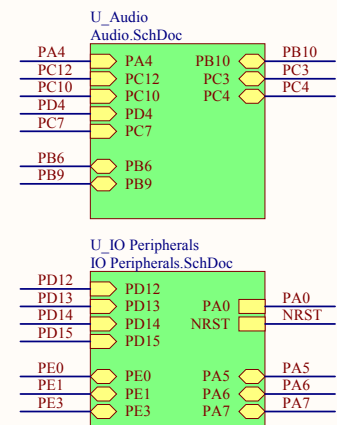 U_Audio
Audio.SchDoc
PA4 PA4 PB10 PB10
PC12 PC12 PC3 PC3
PC10 PC10 PC4 PC4
PD4 PD4
PC7 PC7
PB6 PB6
PB9 PB9
U_IO Peripherals
IO Peripherals.SchDoc
PD12 PD12
PD13 PD13 PA0 PA0
PD14 PD14 NRST NRST
PD15 PD15
PE0 PE0 PA5 PA5
PE1 PE1 PA6 PA6
PE3 PE3 PA7 PA7